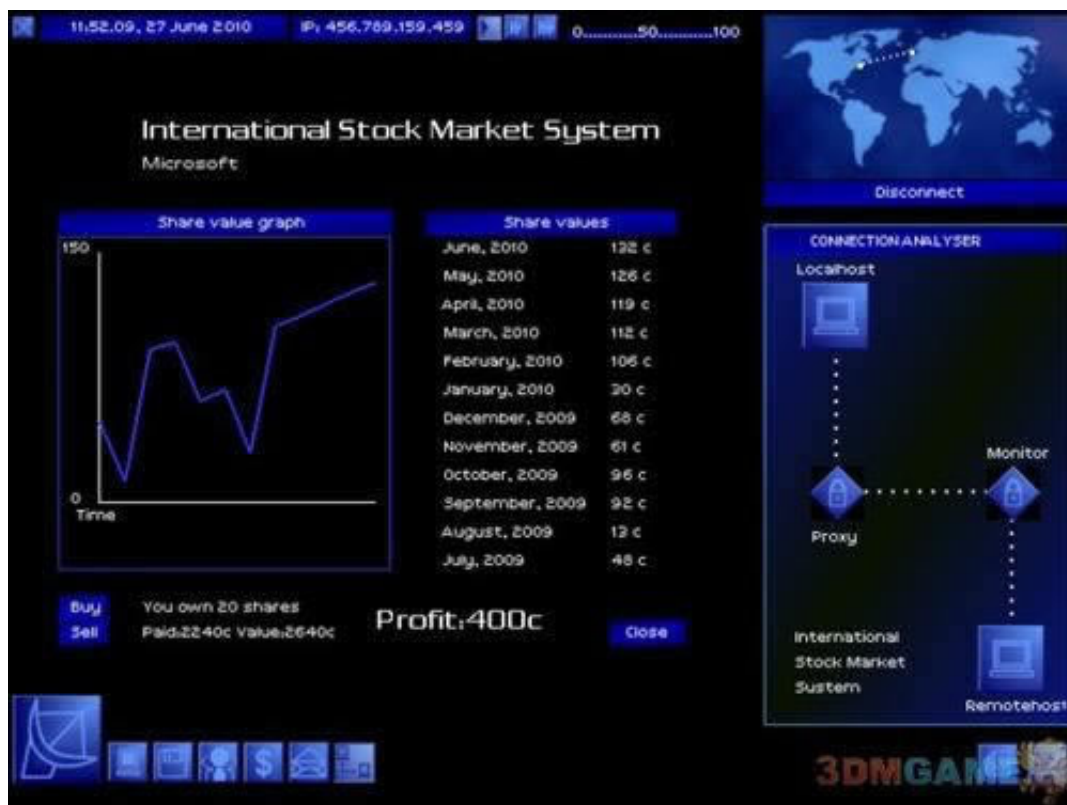 11:52.09, 27 June 2010
IP: 456.789.159.459
0...........50...........100
International Stock Market System
Microsoft
Disconnect
Share value graph
150
0
Time
Share values
June, 2010 132 c
May, 2010 126 c
April, 2010 119 c
March, 2010 112 c
February, 2010 106 c
January, 2010 30 c
December, 2009 68 c
November, 2009 61 c
October, 2009 96 c
September, 2009 92 c
August, 2009 13 c
July, 2009 48 c
Buy
Sell
You own 20 shares
Paid:2240c Value:2640c
Profit:400c
Close
CONNECTION ANALYSER
Localhost
Monitor
Proxy
International
Stock Market
System
Remotehost
3DMGAME